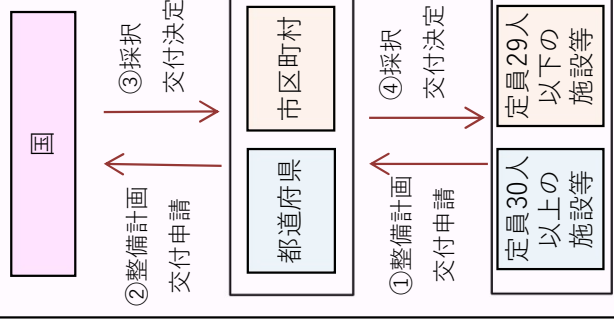 国
②整備計画
交付申請
③採択
交付決定
都道府県
市区町村
①整備計画
交付申請
④採択
交付決定
定員30人
以上の
施設等
定員29人
以下の
施設等